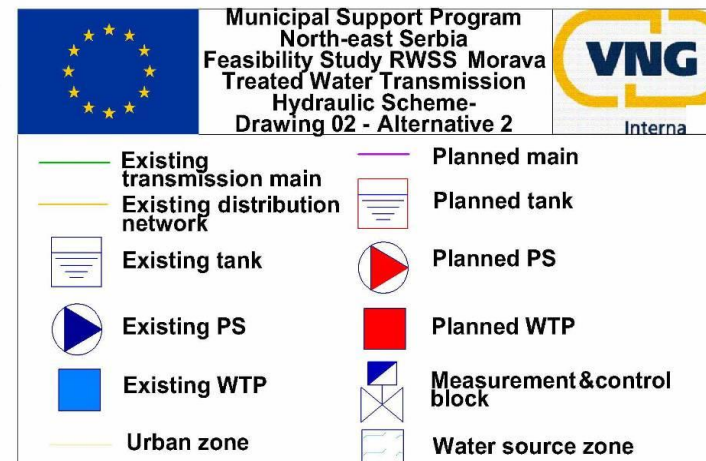 Municipal Support Program
North-east Serbia
Feasibility Study RWSS Morava
Treated Water Transmission
Hydraulic Scheme-
Drawing 02 - Alternative 2
VNG
Interna
Existing
transmission main
Existing distribution
network
Existing tank
Existing PS
Existing WTP
Urban zone
Planned main
Planned tank
Planned PS
Planned WTP
Measurement&control
block
Water source zone